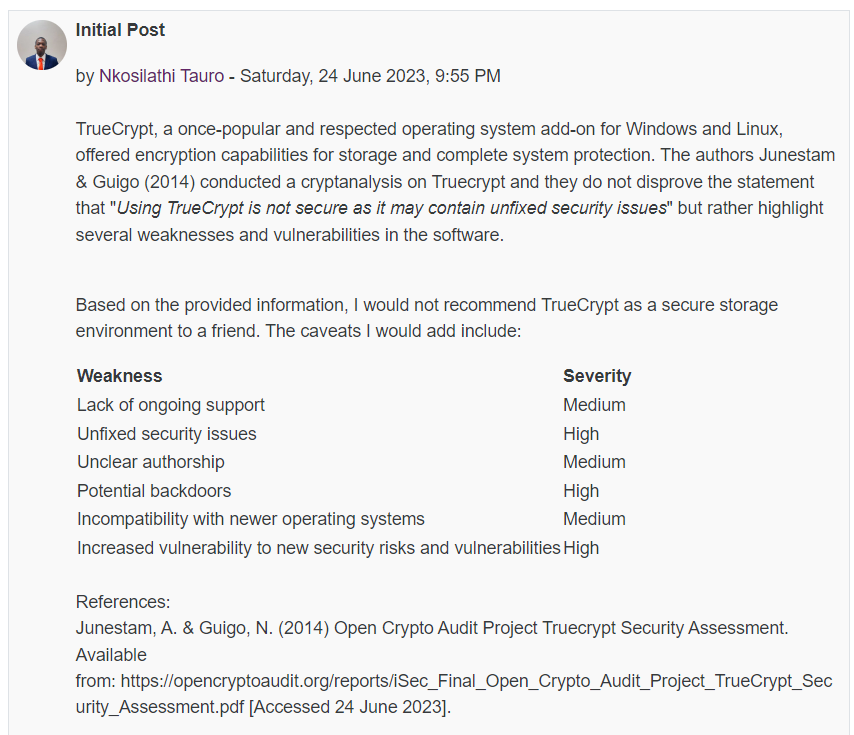 Initial Post
by Nkosilathi Tauro - Saturday, 24 June 2023, 9:55 PM
TrueCrypt, a once-popular and respected operating system add-on for Windows and Linux,
offered encryption capabilities for storage and complete system protection. The authors Junestam
& Guigo (2014) conducted a cryptanalysis on Truecrypt and they do not disprove the statement
that "Using TrueCrypt is not secure as it may contain unfixed security issues" but rather highlight
several weaknesses and vulnerabilities in the software.
Based on the provided information, I would not recommend TrueCrypt as a secure storage
environment to a friend. The caveats I would add include:
Weakness Severity
Lack of ongoing support Medium
Unfixed security issues High
Unclear authorship Medium
Potential backdoors High
Incompatibility with newer operating systems Medium
Increased vulnerability to new security risks and vulnerabilities High
References:
Junestam, A. & Guigo, N. (2014) Open Crypto Audit Project Truecrypt Security Assessment.
Available
from: https://opencryptoaudit.org/reports/iSec_Final_Open_Crypto_Audit_Project_TrueCrypt_Sec
urity_Assessment.pdf [Accessed 24 June 2023].